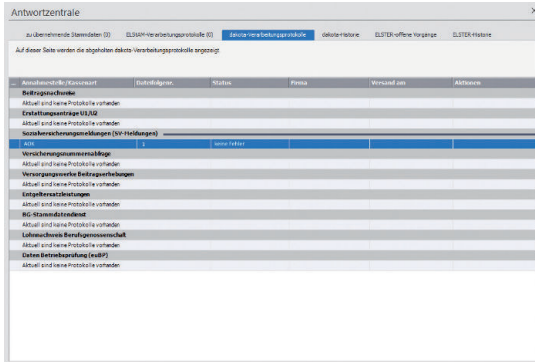 Antwortzentrale
zu übernehmende Stammdaten (0) ELStAM-Verarbeitungsprotokolle (0) dakota-Verarbeitungsprotokolle dakota-Historie ELSTER-offene Vorgänge ELSTER-Historie
Auf dieser Seite werden die abgeholten dakota-Verarbeitungsprotokolle angezeigt
... Annahmestelle/Kassenart Dateifolgenr. Status Firma Versand am Aktionen
Beitragsnachweise
Aktuell sind keine Protokolle vorhanden
Erstattungsanträge U1/U2
Aktuell sind keine Protokolle vorhanden
Sozialversicherungsmeldungen (SV-Meldungen)
AOK 1 keine Fehler
Versicherungsnummernabfrage
Aktuell sind keine Protokolle vorhanden
Versorgungswerke Beitragserhebungen
Aktuell sind keine Protokolle vorhanden
Entgeltersatzleistungen
Aktuell sind keine Protokolle vorhanden
BG-Stammdatendienst
Aktuell sind keine Protokolle vorhanden
Lohnnachweis Berufsgenossenschaft
Aktuell sind keine Protokolle vorhanden
Daten Betriebsprüfung (euBP)
Aktuell sind keine Protokolle vorhanden